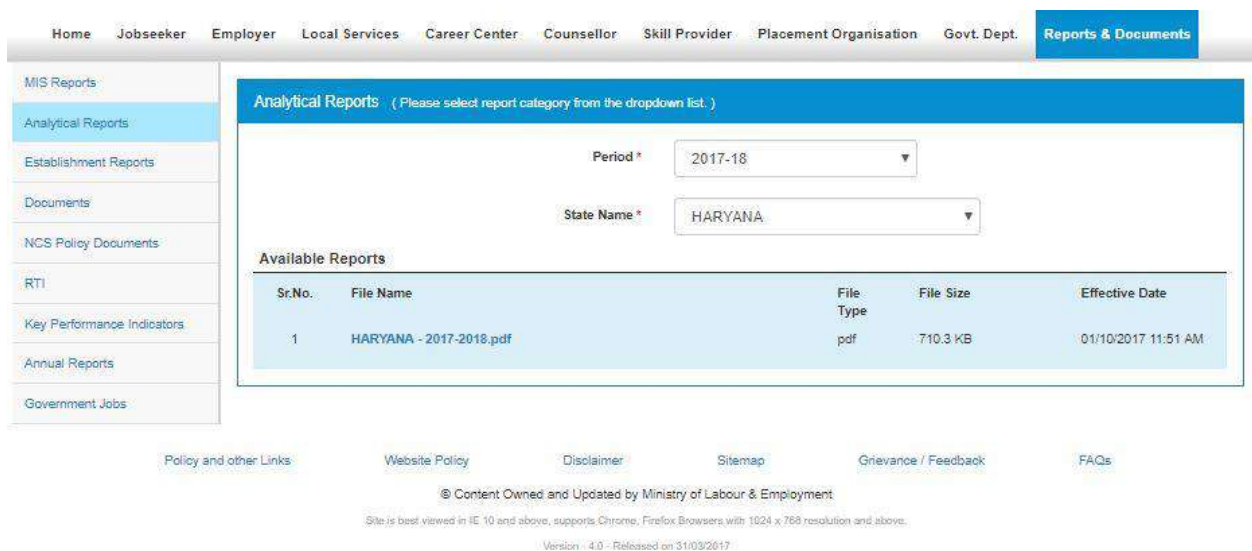 Home Jobseeker Employer Local Services Career Center Counsellor Skill Provider Placement Organisation Govt. Dept. Reports & Documents
MIS Reports
Analytical Reports
Establishment Reports
Documents
NCS Policy Documents
RTI
Key Performance Indicators
Annual Reports
Government Jobs
Analytical Reports ( Please select report category from the dropdown list. )
Period * 2017-18
State Name * HARYANA
Available Reports
Sr.No. File Name File Type File Size Effective Date
1 HARYANA - 2017-2018.pdf pdf 710.3 KB 01/10/2017 11:51 AM
Policy and other Links Website Policy Disclaimer Sitemap Grievance / Feedback FAQs
© Content Owned and Updated by Ministry of Labour & Employment
Site is best viewed in IE 10 and above, supports Chrome, Firefox Browsers with 1024 x 768 resolution and above.
Version - 4.0 - Released on 31/03/2017